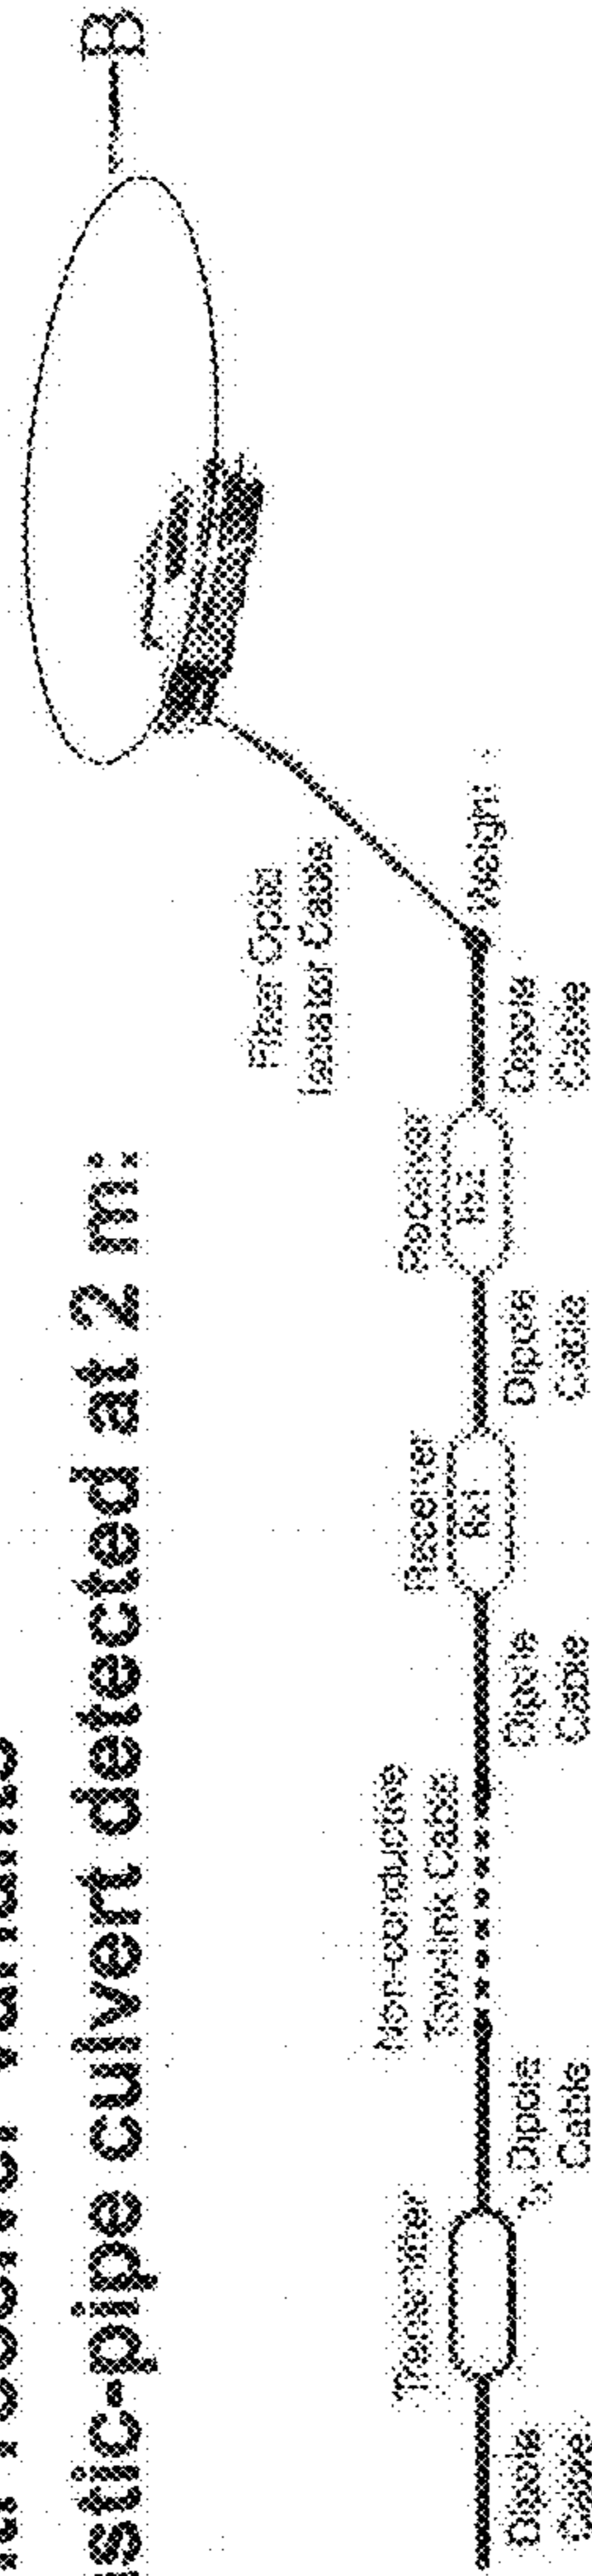 B
istic-pipe culvert detected at 2 m:
Fiber Optic
Isolator Cable
Weight
Non-conductive
Tow-link Cable
Transmitter
Receiver
Receiver
Rx1
Rx2
Dipole
Cable
Dipole
Cable
Dipole
Cable
Dipole
Cable
Dipole
Cable